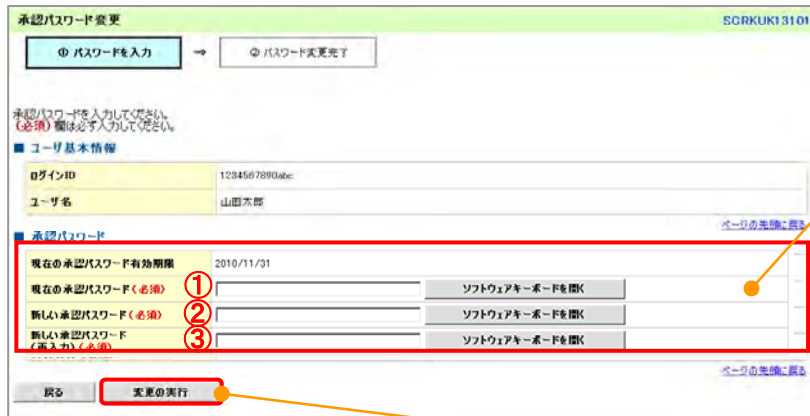 承認パスワード変更
SCRKUK13101
① パスワードを入力 ⇒ ② パスワード変更完了
承認パスワードを入力してください。
(必須) 欄は必ず入力してください。
■ ユーザ基本情報
ログインID 1234567890abc
ユーザ名 山田太郎
ページの先頭に戻る
■ 承認パスワード
現在の承認パスワード有効期限 2010/11/31
現在の承認パスワード(必須) ① ソフトウェアキーボードを開く
新しい承認パスワード(必須) ② ソフトウェアキーボードを開く
新しい承認パスワード
(再入力)(必須) ③ ソフトウェアキーボードを開く
ページの先頭に戻る
戻る 変更の実行